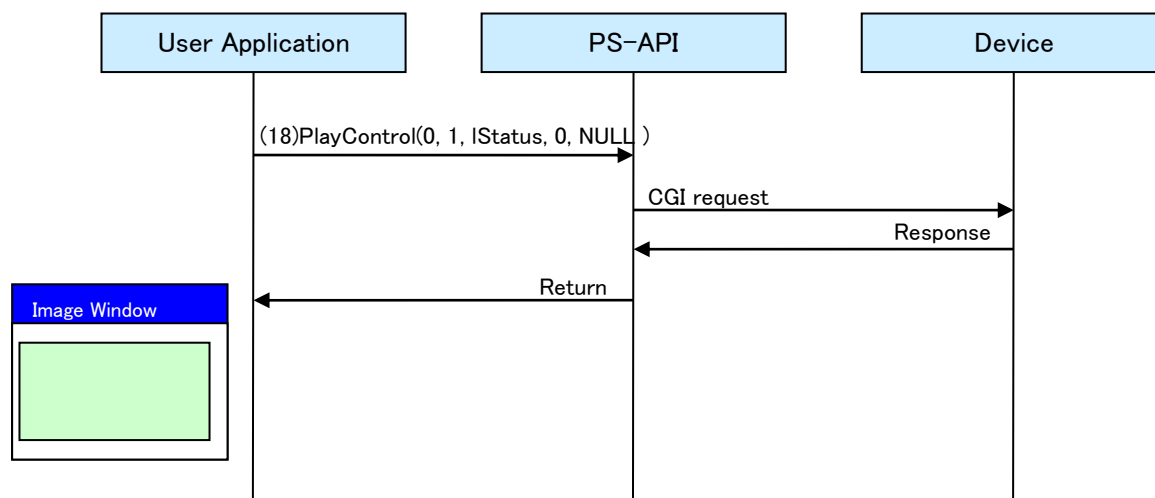 User Application
PS-API
Device
(18)PlayControl(0, 1, lStatus, 0, NULL )
CGI request
Response
Return
Image Window